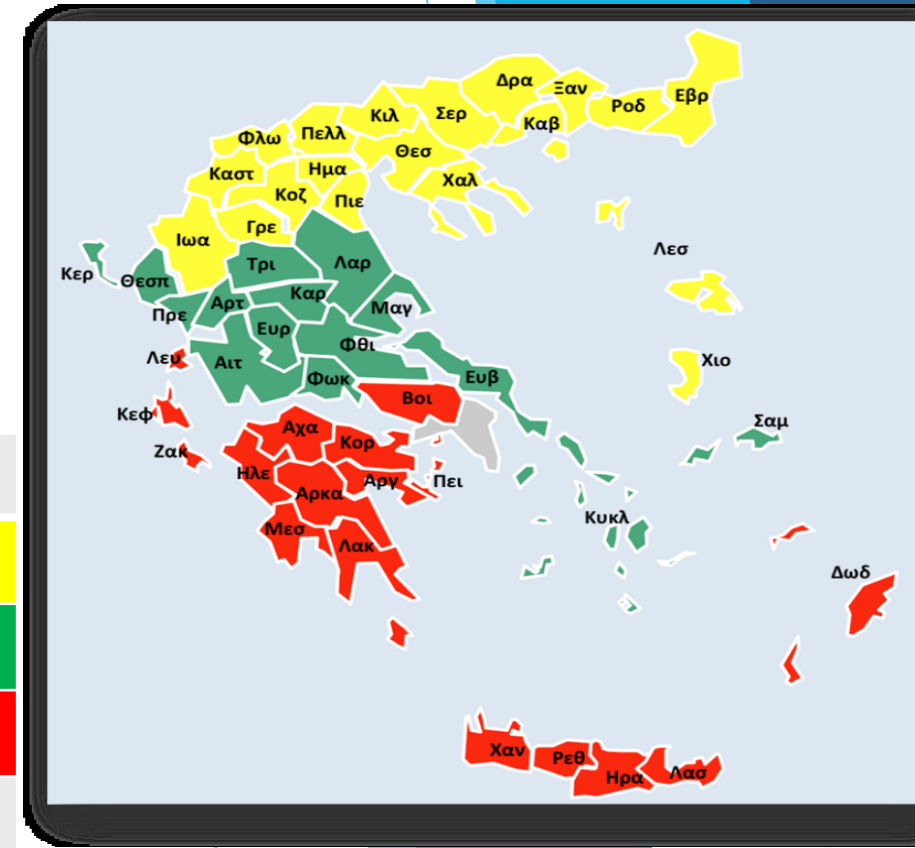 Δρα
Ξαν
Εβρ
Ροδ
Κιλ
Σερ
Καβ
Φλω
Πελλ
Θεσ
Καστ
Ημα
Χαλ
Κοζ
Πιε
Γρε
Ιωα
Λεσ
Τρι
Λαρ
Κερ
Θεσπ
Καρ
Αρτ
Μαγ
Πρε
Ευρ
Φθι
Λευ
Αιτ
Χιο
Φωκ
Ευβ
Βοι
Κεφ
Σαμ
Αχα
Κορ
Ζακ
Ηλε
Αργ
Πει
Αρκα
Κυκλ
Μεσ
Λακ
Δωδ
Χαν
Ρεθ
Ηρα
Λασ